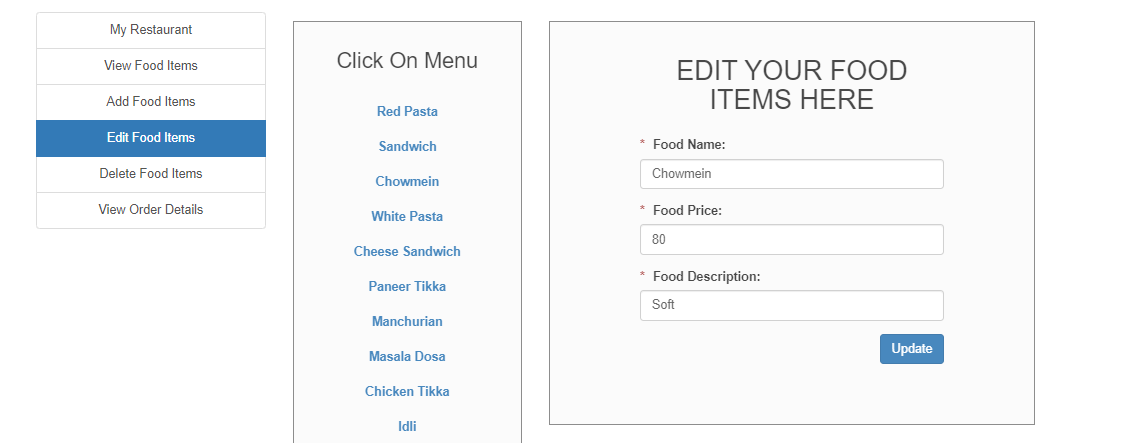 My Restaurant
View Food Items
Add Food Items
Edit Food Items
Delete Food Items
View Order Details
Click On Menu
Red Pasta
Sandwich
Chowmein
White Pasta
Cheese Sandwich
Paneer Tikka
Manchurian
Masala Dosa
Chicken Tikka
Idli
EDIT YOUR FOOD
ITEMS HERE
* Food Name:
Chowmein
* Food Price:
80
* Food Description:
Soft
Update